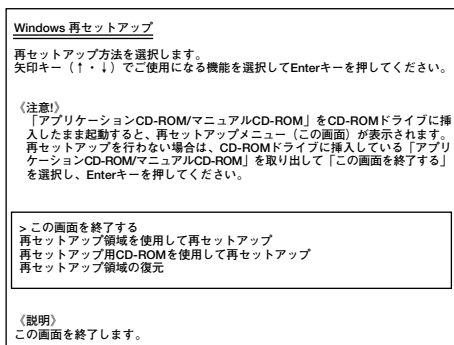 Windows 再セットアップ
再セットアップ方法を選択します。
矢印キー（↑・↓）でご使用になる機能を選択してEnterキーを押してください。
《注意!》
「アプリケーションCD-ROM/マニュアルCD-ROM」をCD-ROMドライブに挿
入したまま起動すると、再セットアップメニュー（この画面）が表示されます。
再セットアップを行わない場合は、CD-ROMドライブに挿入している「アプリ
ケーションCD-ROM/マニュアルCD-ROM」を取り出して「この画面を終了する」
を選択し、Enterキーを押してください。
> この画面を終了する
再セットアップ領域を使用して再セットアップ
再セットアップ用CD-ROMを使用して再セットアップ
再セットアップ領域の復元
《説明》
この画面を終了します。